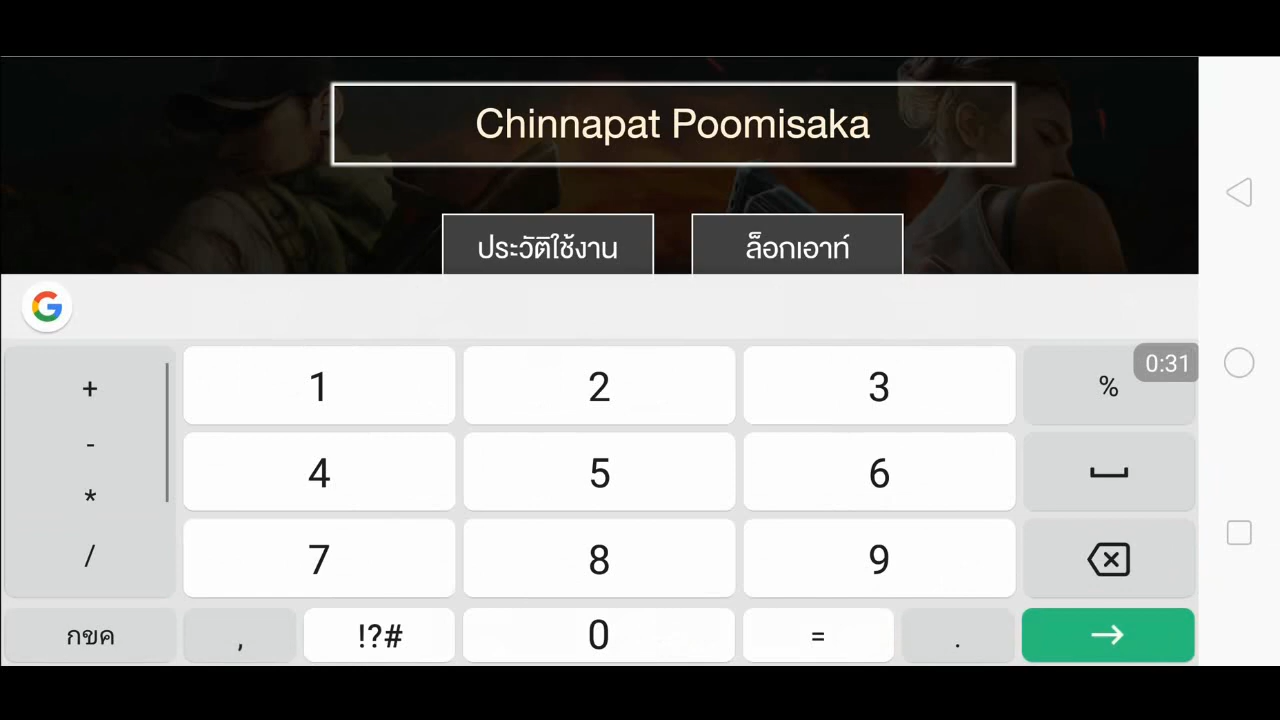 Chinnapat Poomisaka
ประวัติใช้งาน ล็อกเอาท์
G
+ 1 2 3 % 0:31
-
4 5 6
*
/ 7 8 9
กขค , !?# 0 = .